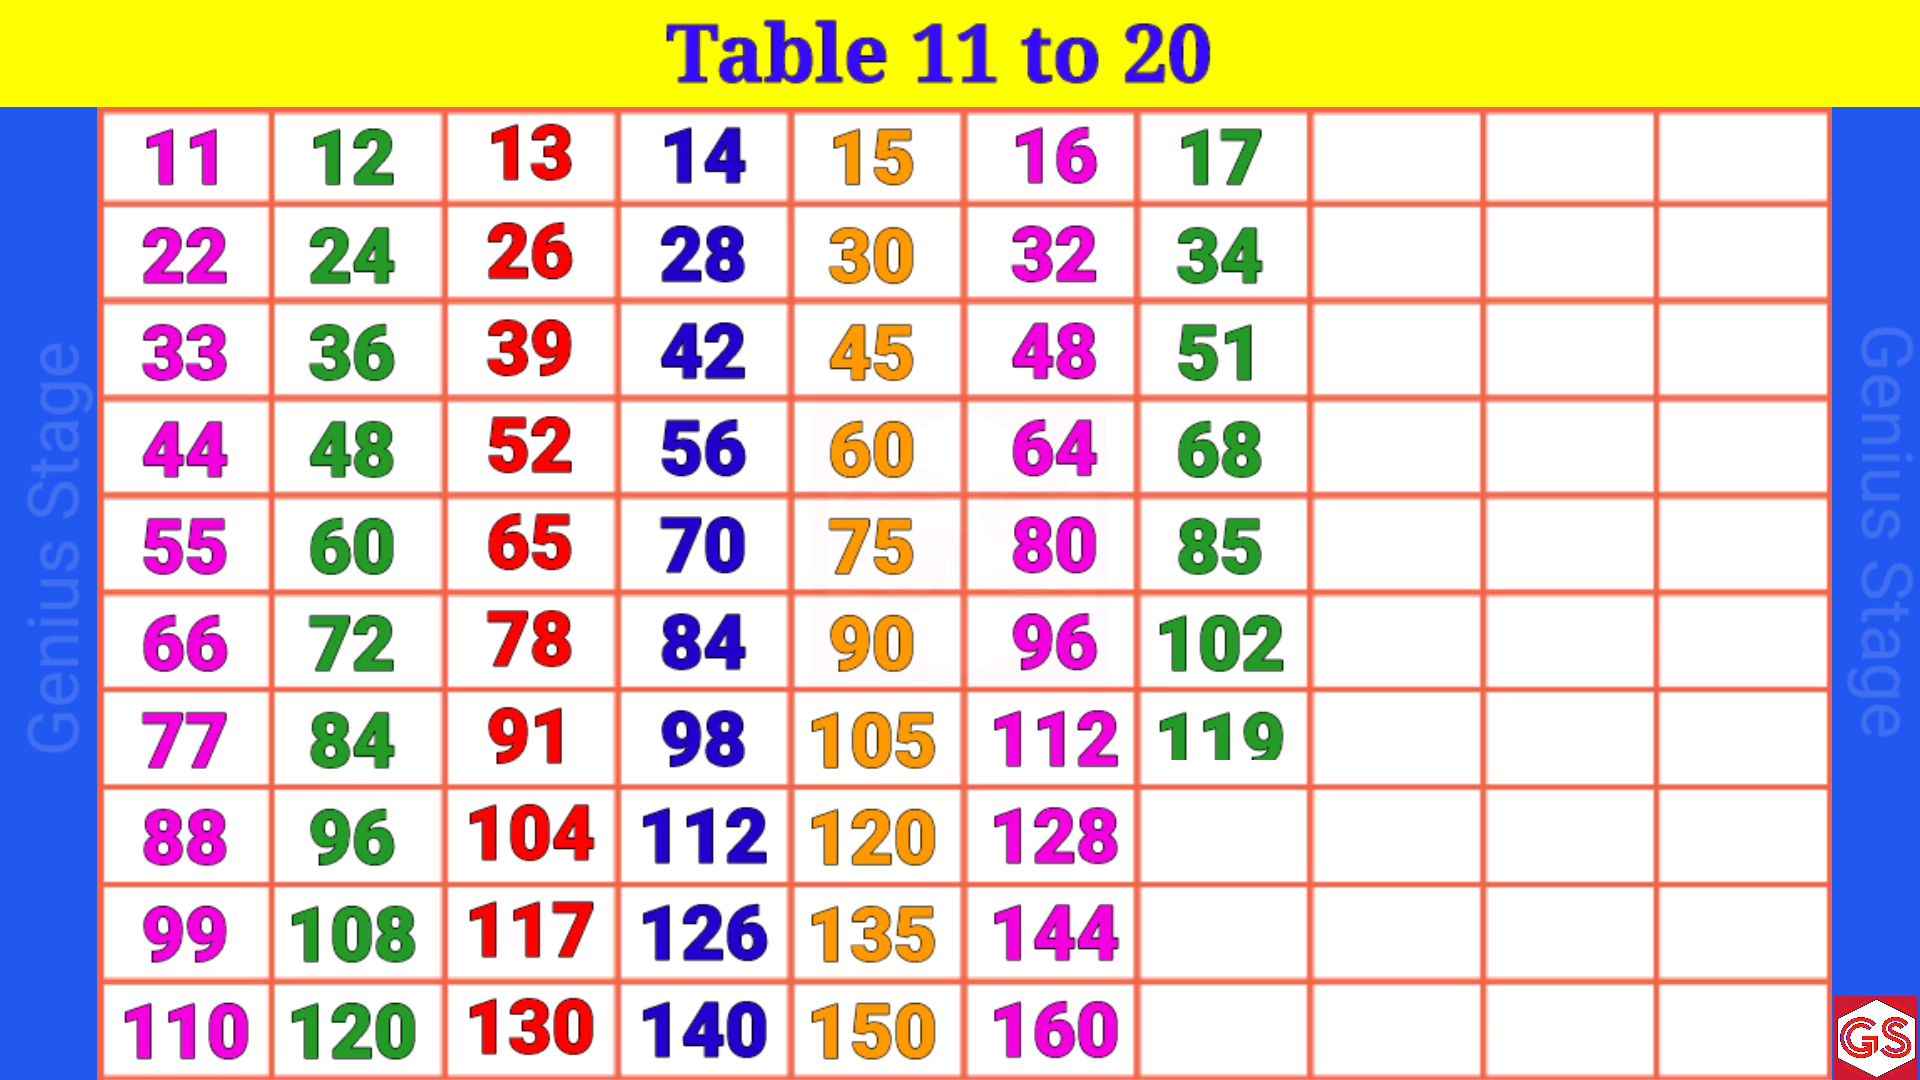 Table 11 to 20
11 12 13 14 15 16 17
22 24 26 28 30 32 34
33 36 39 42 45 48 51
44 48 52 56 60 64 68
55 60 65 70 75 80 85
66 72 78 84 90 96 102
77 84 91 98 105 112 119
88 96 104 112 120 128
99 108 117 126 135 144
110 120 130 140 150 160
Genius Stage
Genius Stage
GS